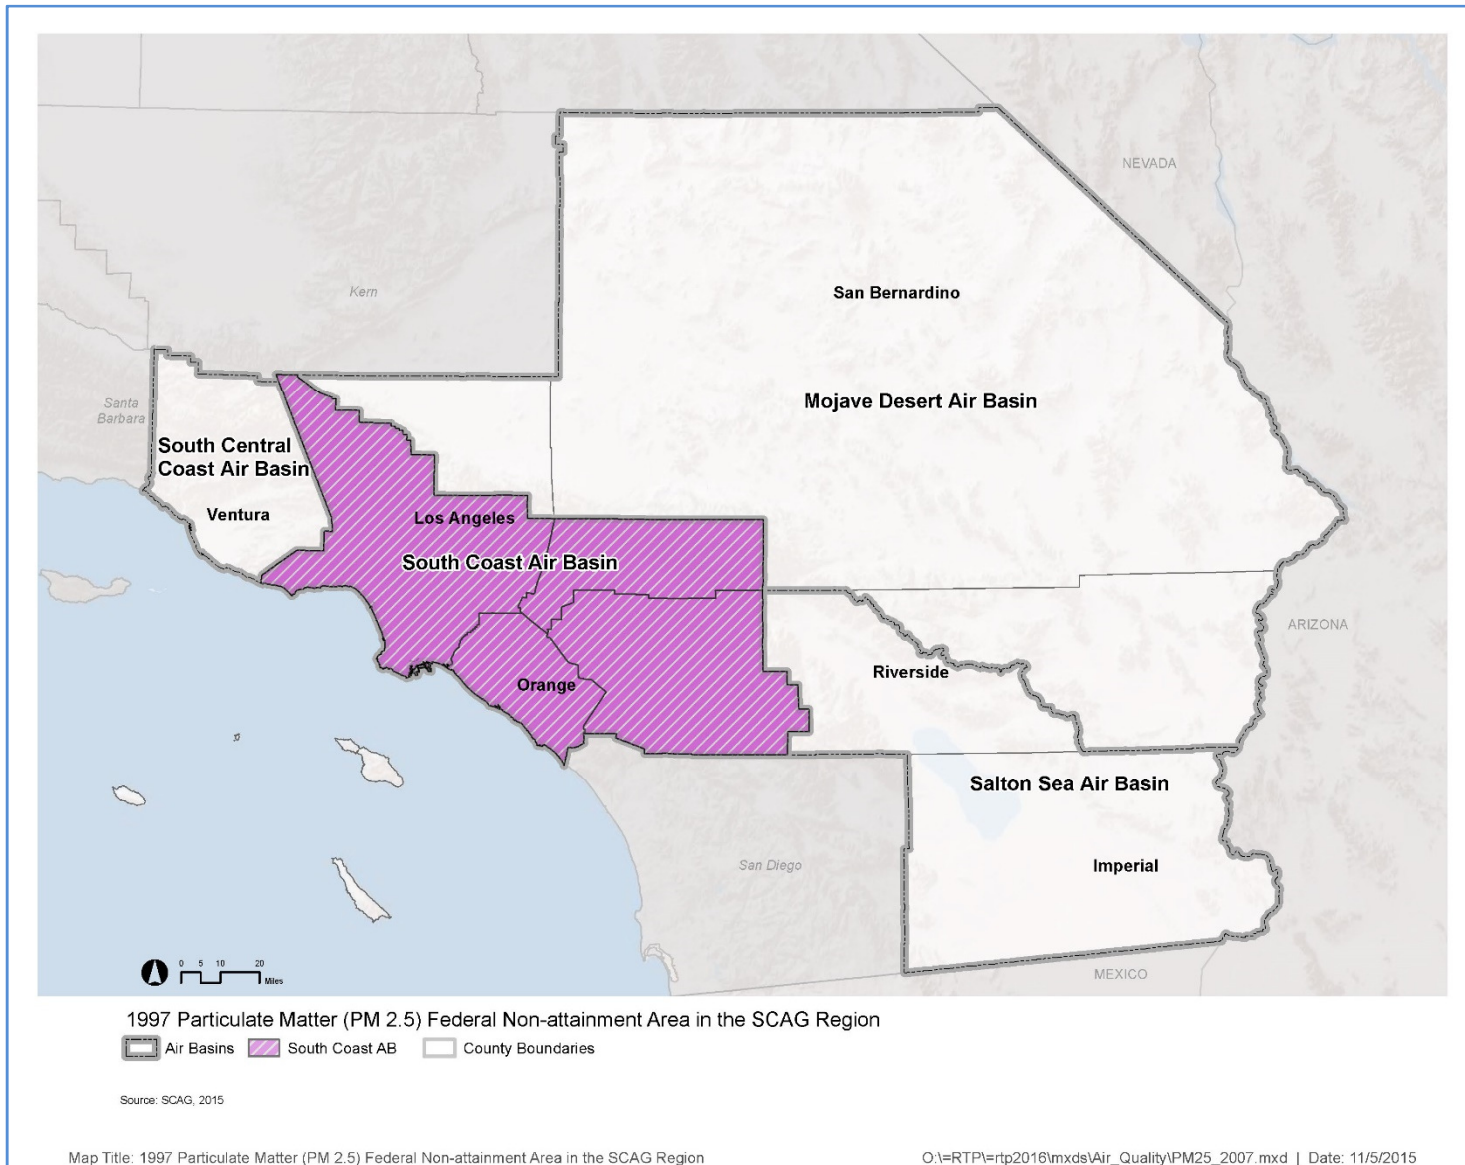 NEVADA
San Bernardino
Kern
Mojave Desert Air Basin
Santa
Barbara
South Central
Coast Air Basin
Ventura
Los Angeles
South Coast Air Basin
ARIZONA
Riverside
Orange
Salton Sea Air Basin
San Diego
Imperial
MEXICO
0 5 10 20
Miles
1997 Particulate Matter (PM 2.5) Federal Non-attainment Area in the SCAG Region
Air Basins South Coast AB County Boundaries
Source: SCAG, 2015
Map Title: 1997 Particulate Matter (PM 2.5) Federal Non-attainment Area in the SCAG Region O:\=RTP\=rtp2016\mxds\Air_Quality\PM25_2007.mxd | Date: 11/5/2015